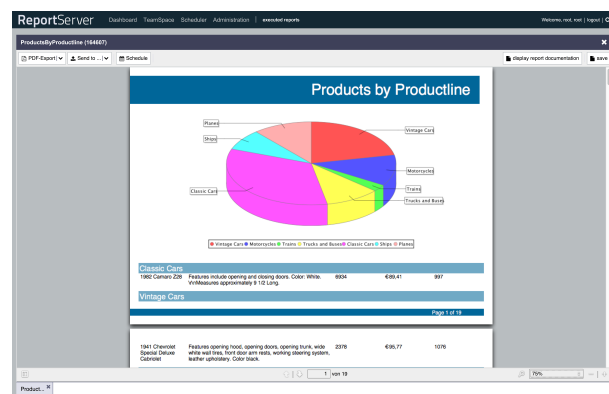 ReportServer Dashboard TeamSpace Scheduler Administration | executed reports Welcome, root, root | logout |
ProductsByProductline (164607)
PDF-Export | Send to ... | Schedule display report documentation save
Products by Productline
Planes
Ships
Vintage Cars
Motorcycles
Classic Cars
Trains
Trucks and Buses
Vintage Cars Motorcycles Trains Trucks and Buses Classic Cars Ships Planes
Classic Cars
1982 Camaro Z28 Features include opening and closing doors. Color: White. 6934 €89,41 997
\r\nMeasures approximately 9 1/2 Long.
Vintage Cars
Page 1 of 19
1941 Chevrolet Features opening hood, opening doors, opening trunk, wide 2378 €95,77 1076
Special Deluxe white wall tires, front door arm rests, working steering system,
Cabriolet leather upholstery. Color black.
1 von 19 75%
Product...